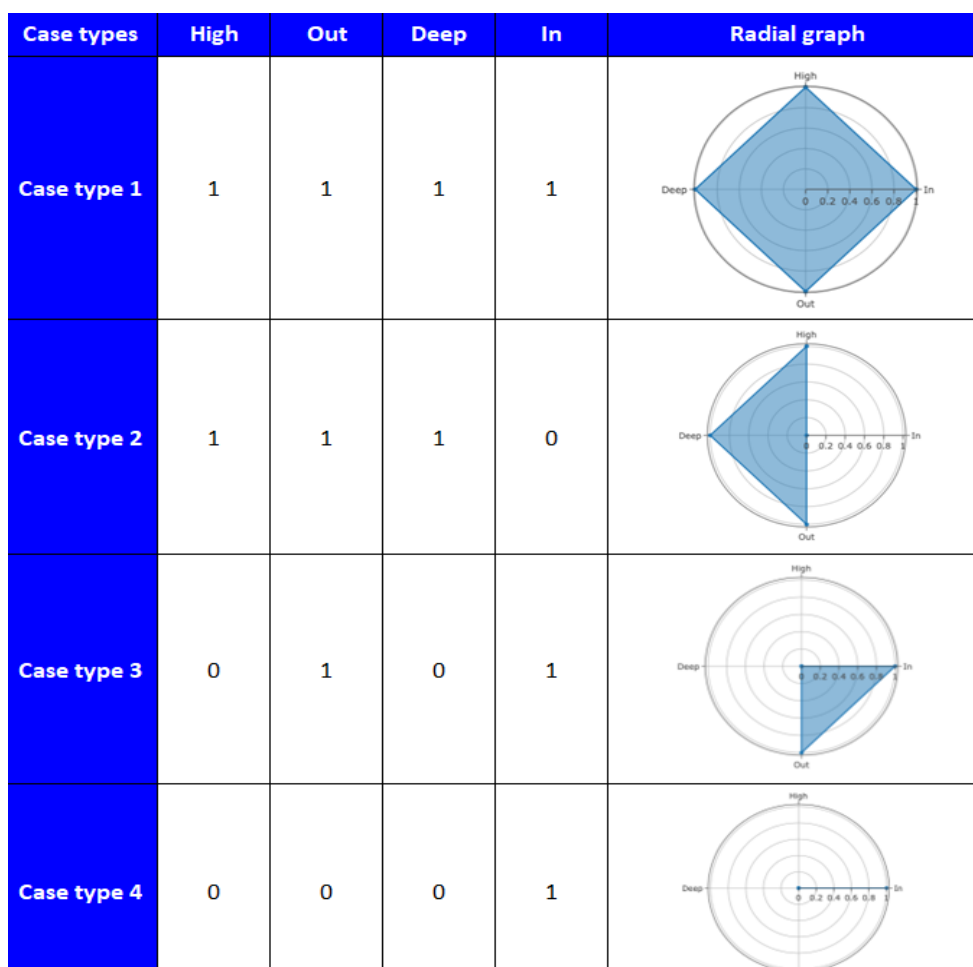 Case types High Out Deep In Radial graph
High
Case type 1 1 1 1 1 Deep In
0 0.2 0.4 0.6 0.8 1
Out
High
Case type 2 1 1 1 0 Deep In
0 0.2 0.4 0.6 0.8 1
Out
High
Case type 3 0 1 0 1 Deep In
0 0.2 0.4 0.6 0.8 1
Out
High
Case type 4 0 0 0 1 Deep In
0 0.2 0.4 0.6 0.8 1